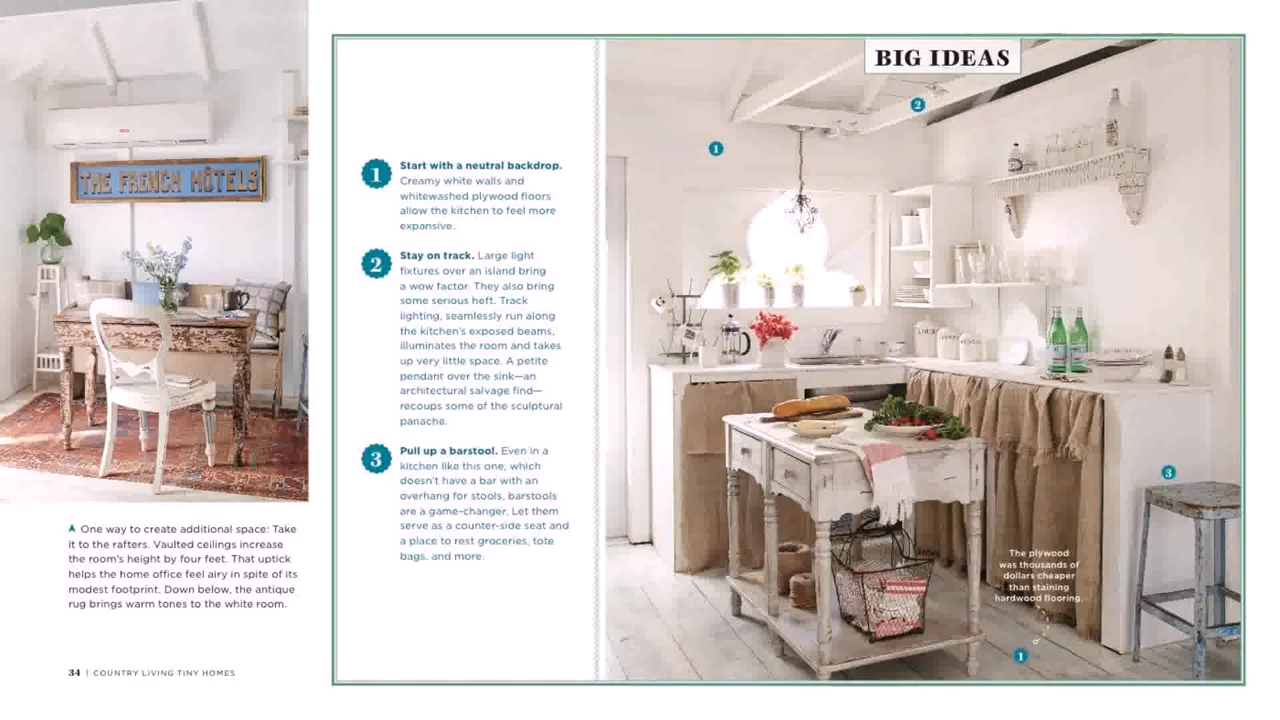 THE FRENCH HÔTELS
One way to create additional space: Take
it to the rafters. Vaulted ceilings increase
the room's height by four feet. That uptick
helps the home office feel airy in spite of its
modest footprint. Down below, the antique
rug brings warm tones to the white room.
34 | COUNTRY LIVING TINY HOMES
BIG IDEAS
1
Start with a neutral backdrop.
Creamy white walls and
whitewashed plywood floors
allow the kitchen to feel more
expansive.
2
Stay on track. Large light
fixtures over an island bring
a wow factor. They also bring
some serious heft. Track
lighting, seamlessly run along
the kitchen's exposed beams,
illuminates the room and takes
up very little space. A petite
pendant over the sink—an
architectural salvage find—
recoups some of the sculptural
panache.
3
Pull up a barstool. Even in a
kitchen like this one, which
doesn't have a bar with an
overhang for stools, barstools
are a game-changer. Let them
serve as a counter-side seat and
a place to rest groceries, tote
bags, and more.
2
1
3
The plywood
was thousands of
dollars cheaper
than staining
hardwood flooring.
1